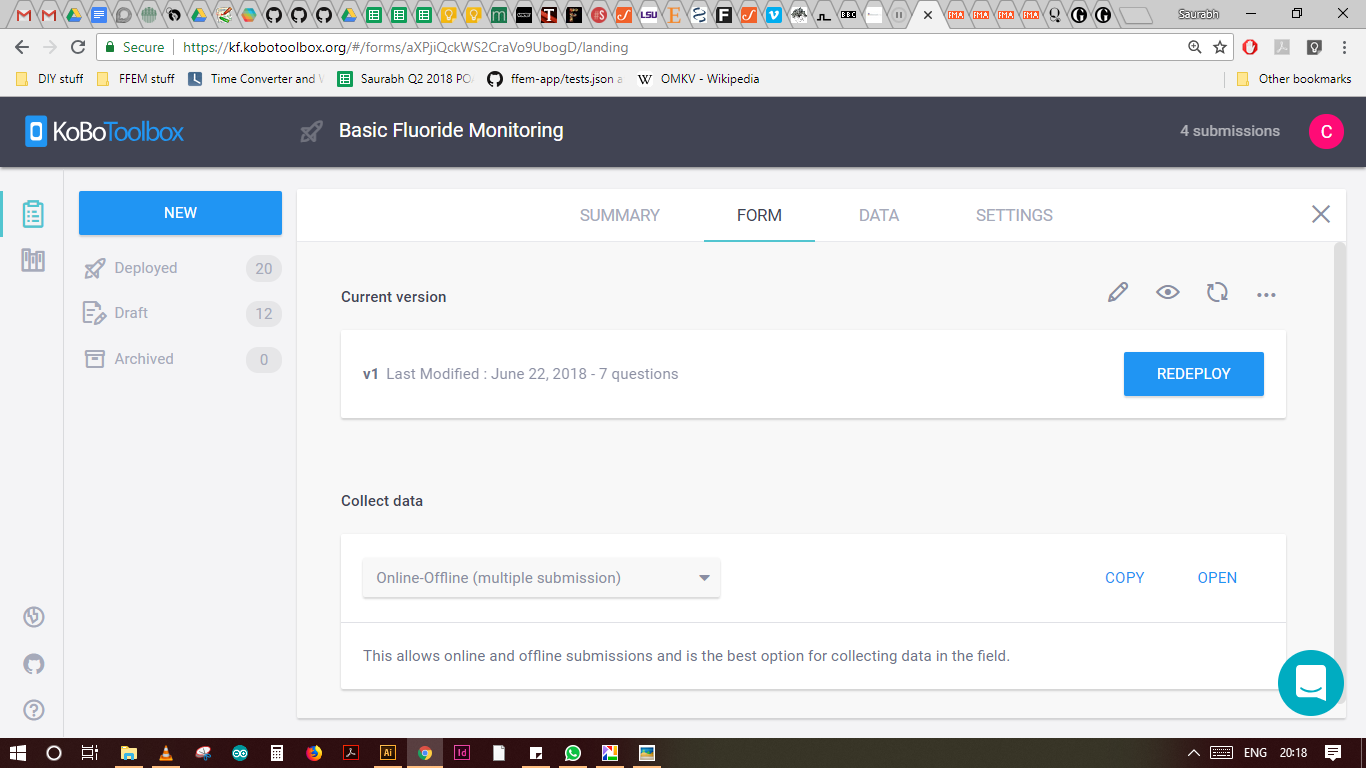 Saurabh
Secure
https://kf.kobotoolbox.org/#/forms/aXPjiQckWS2CraVo9UbogD/landing
DIY stuff
FFEM stuff
Time Converter and
Saurabh Q2 2018 PO
ffem-app/tests.json a
OMKV - Wikipedia
Other bookmarks
KoBoToolbox
Basic Fluoride Monitoring
4 submissions
C
NEW
Deployed 20
Draft 12
Archived 0
SUMMARY
FORM
DATA
SETTINGS
Current version
v1 Last Modified : June 22, 2018 - 7 questions
REDEPLOY
Collect data
Online-Offline (multiple submission)
COPY
OPEN
This allows online and offline submissions and is the best option for collecting data in the field.
ENG
20:18